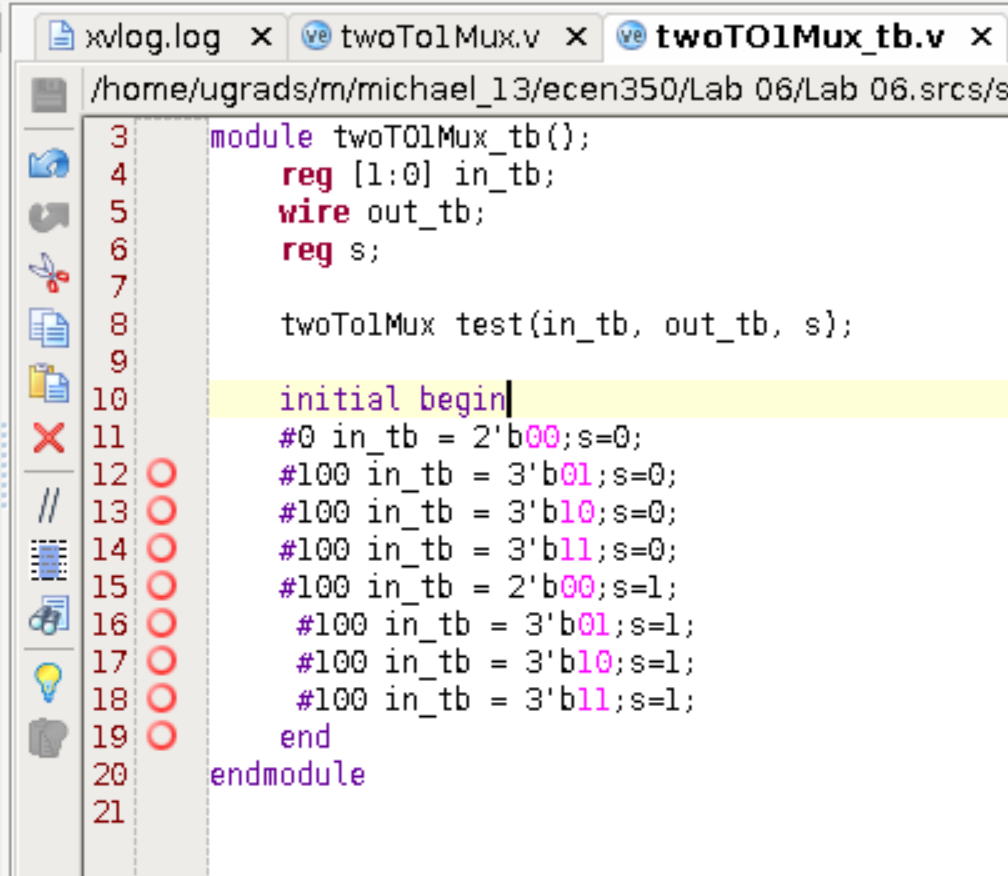 xvlog.log × twoTo1Mux.v × twoTO1Mux_tb.v ×
/home/ugrads/m/michael_13/ecen350/Lab 06/Lab 06.srcs/s
3 module twoTO1Mux_tb();
4 reg [1:0] in_tb;
5 wire out_tb;
6 reg s;
7
8 twoTo1Mux test(in_tb, out_tb, s);
9
10 initial begin
11 #0 in_tb = 2'b00;s=0;
12 #100 in_tb = 3'b01;s=0;
13 #100 in_tb = 3'b10;s=0;
14 #100 in_tb = 3'b11;s=0;
15 #100 in_tb = 2'b00;s=1;
16 #100 in_tb = 3'b01;s=1;
17 #100 in_tb = 3'b10;s=1;
18 #100 in_tb = 3'b11;s=1;
19 end
20 endmodule
21